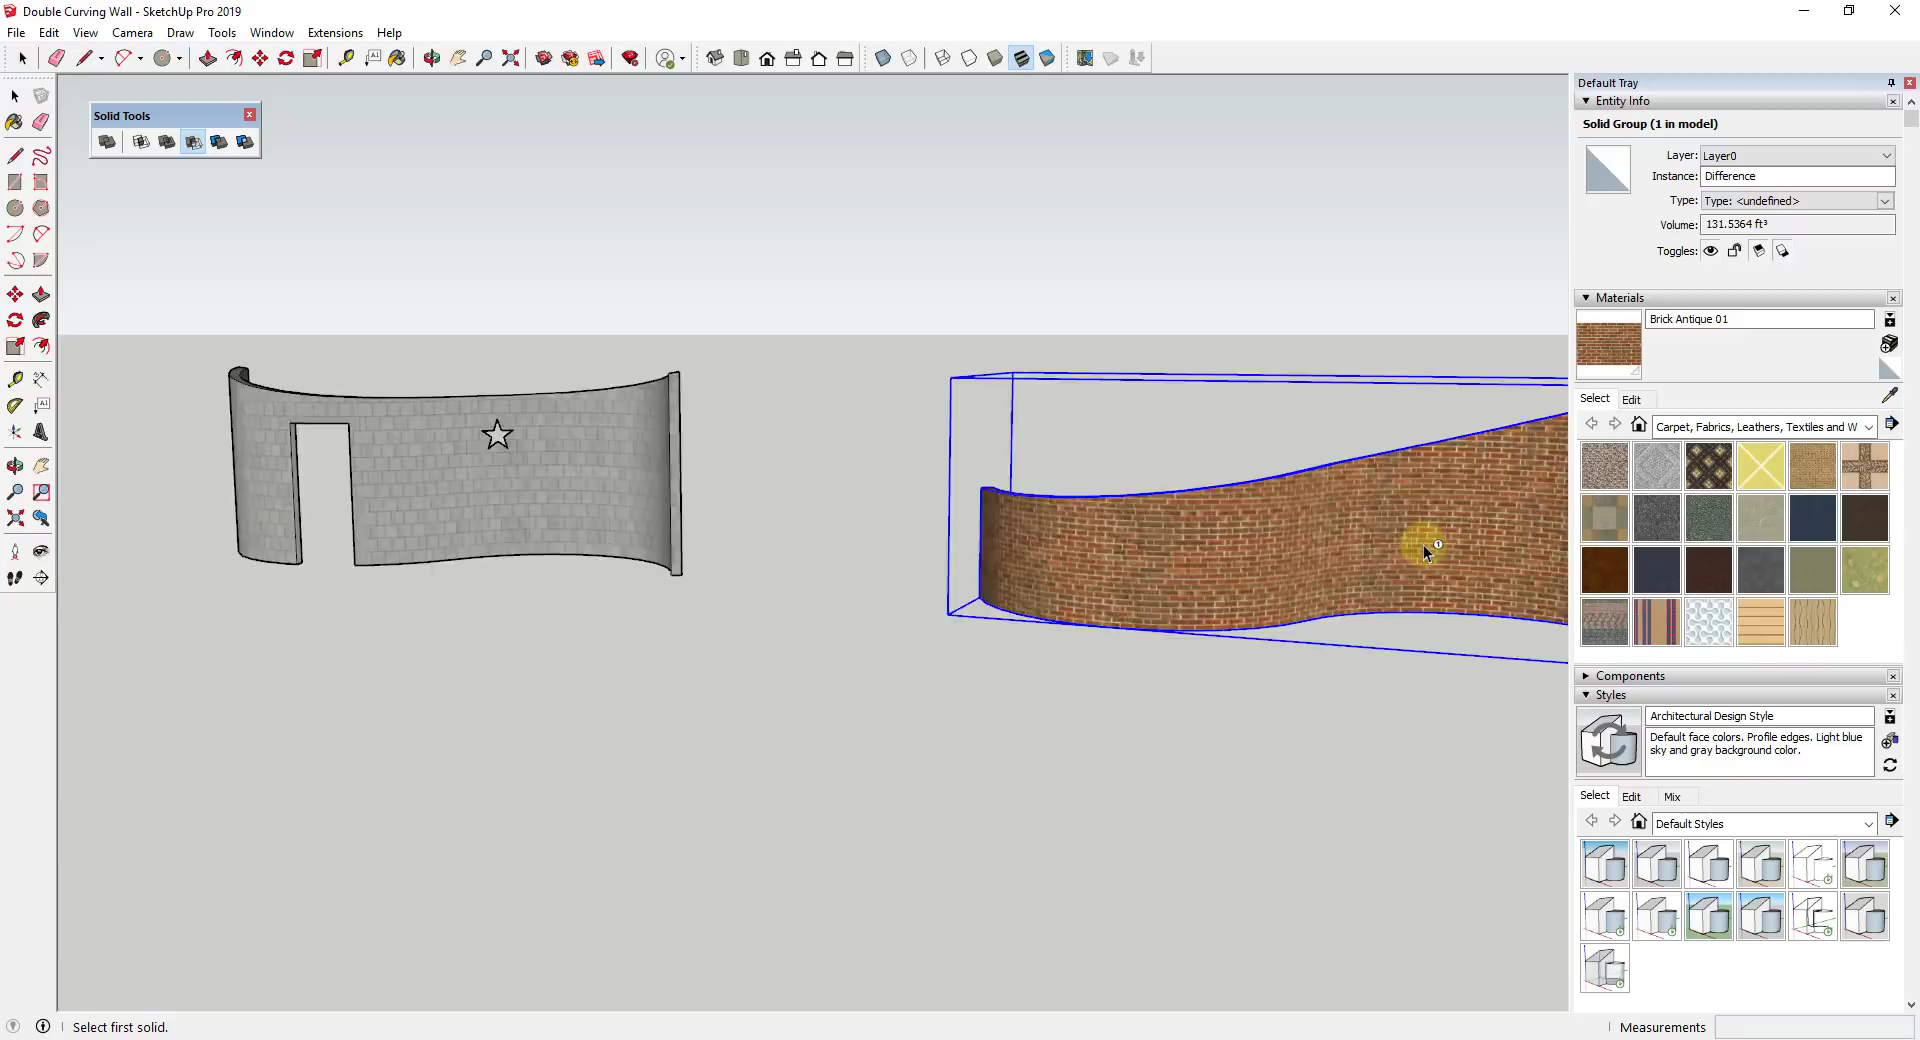 Double Curving Wall - SketchUp Pro 2019
File Edit View Camera Draw Tools Window Extensions Help
Solid Tools
Default Tray
Entity Info
Solid Group (1 in model)
Layer: Layer0
Instance: Difference
Type: Type: <undefined>
Volume: 131.5364 ft³
Toggles:
Materials
Brick Antique 01
Select Edit
Carpet, Fabrics, Leathers, Textiles and W
Components
Styles
Architectural Design Style
Default face colors. Profile edges. Light blue
sky and gray background color.
Select Edit Mix
Default Styles
Select first solid.
Measurements